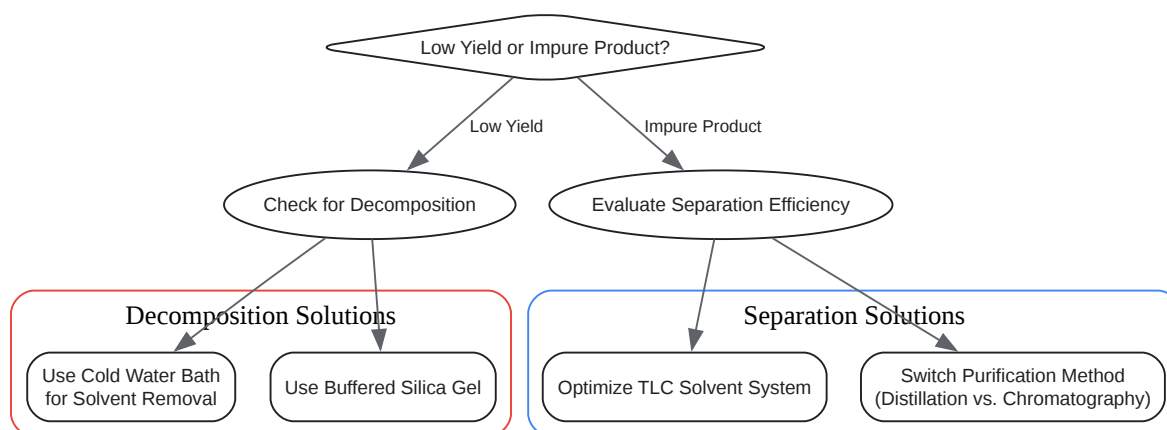 Low Yield or Impure Product?
Low Yield
Impure Product
Check for Decomposition
Evaluate Separation Efficiency
Decomposition Solutions
Separation Solutions
Use Cold Water Bath
for Solvent Removal
Use Buffered Silica Gel
Optimize TLC Solvent System
Switch Purification Method
(Distillation vs. Chromatography)